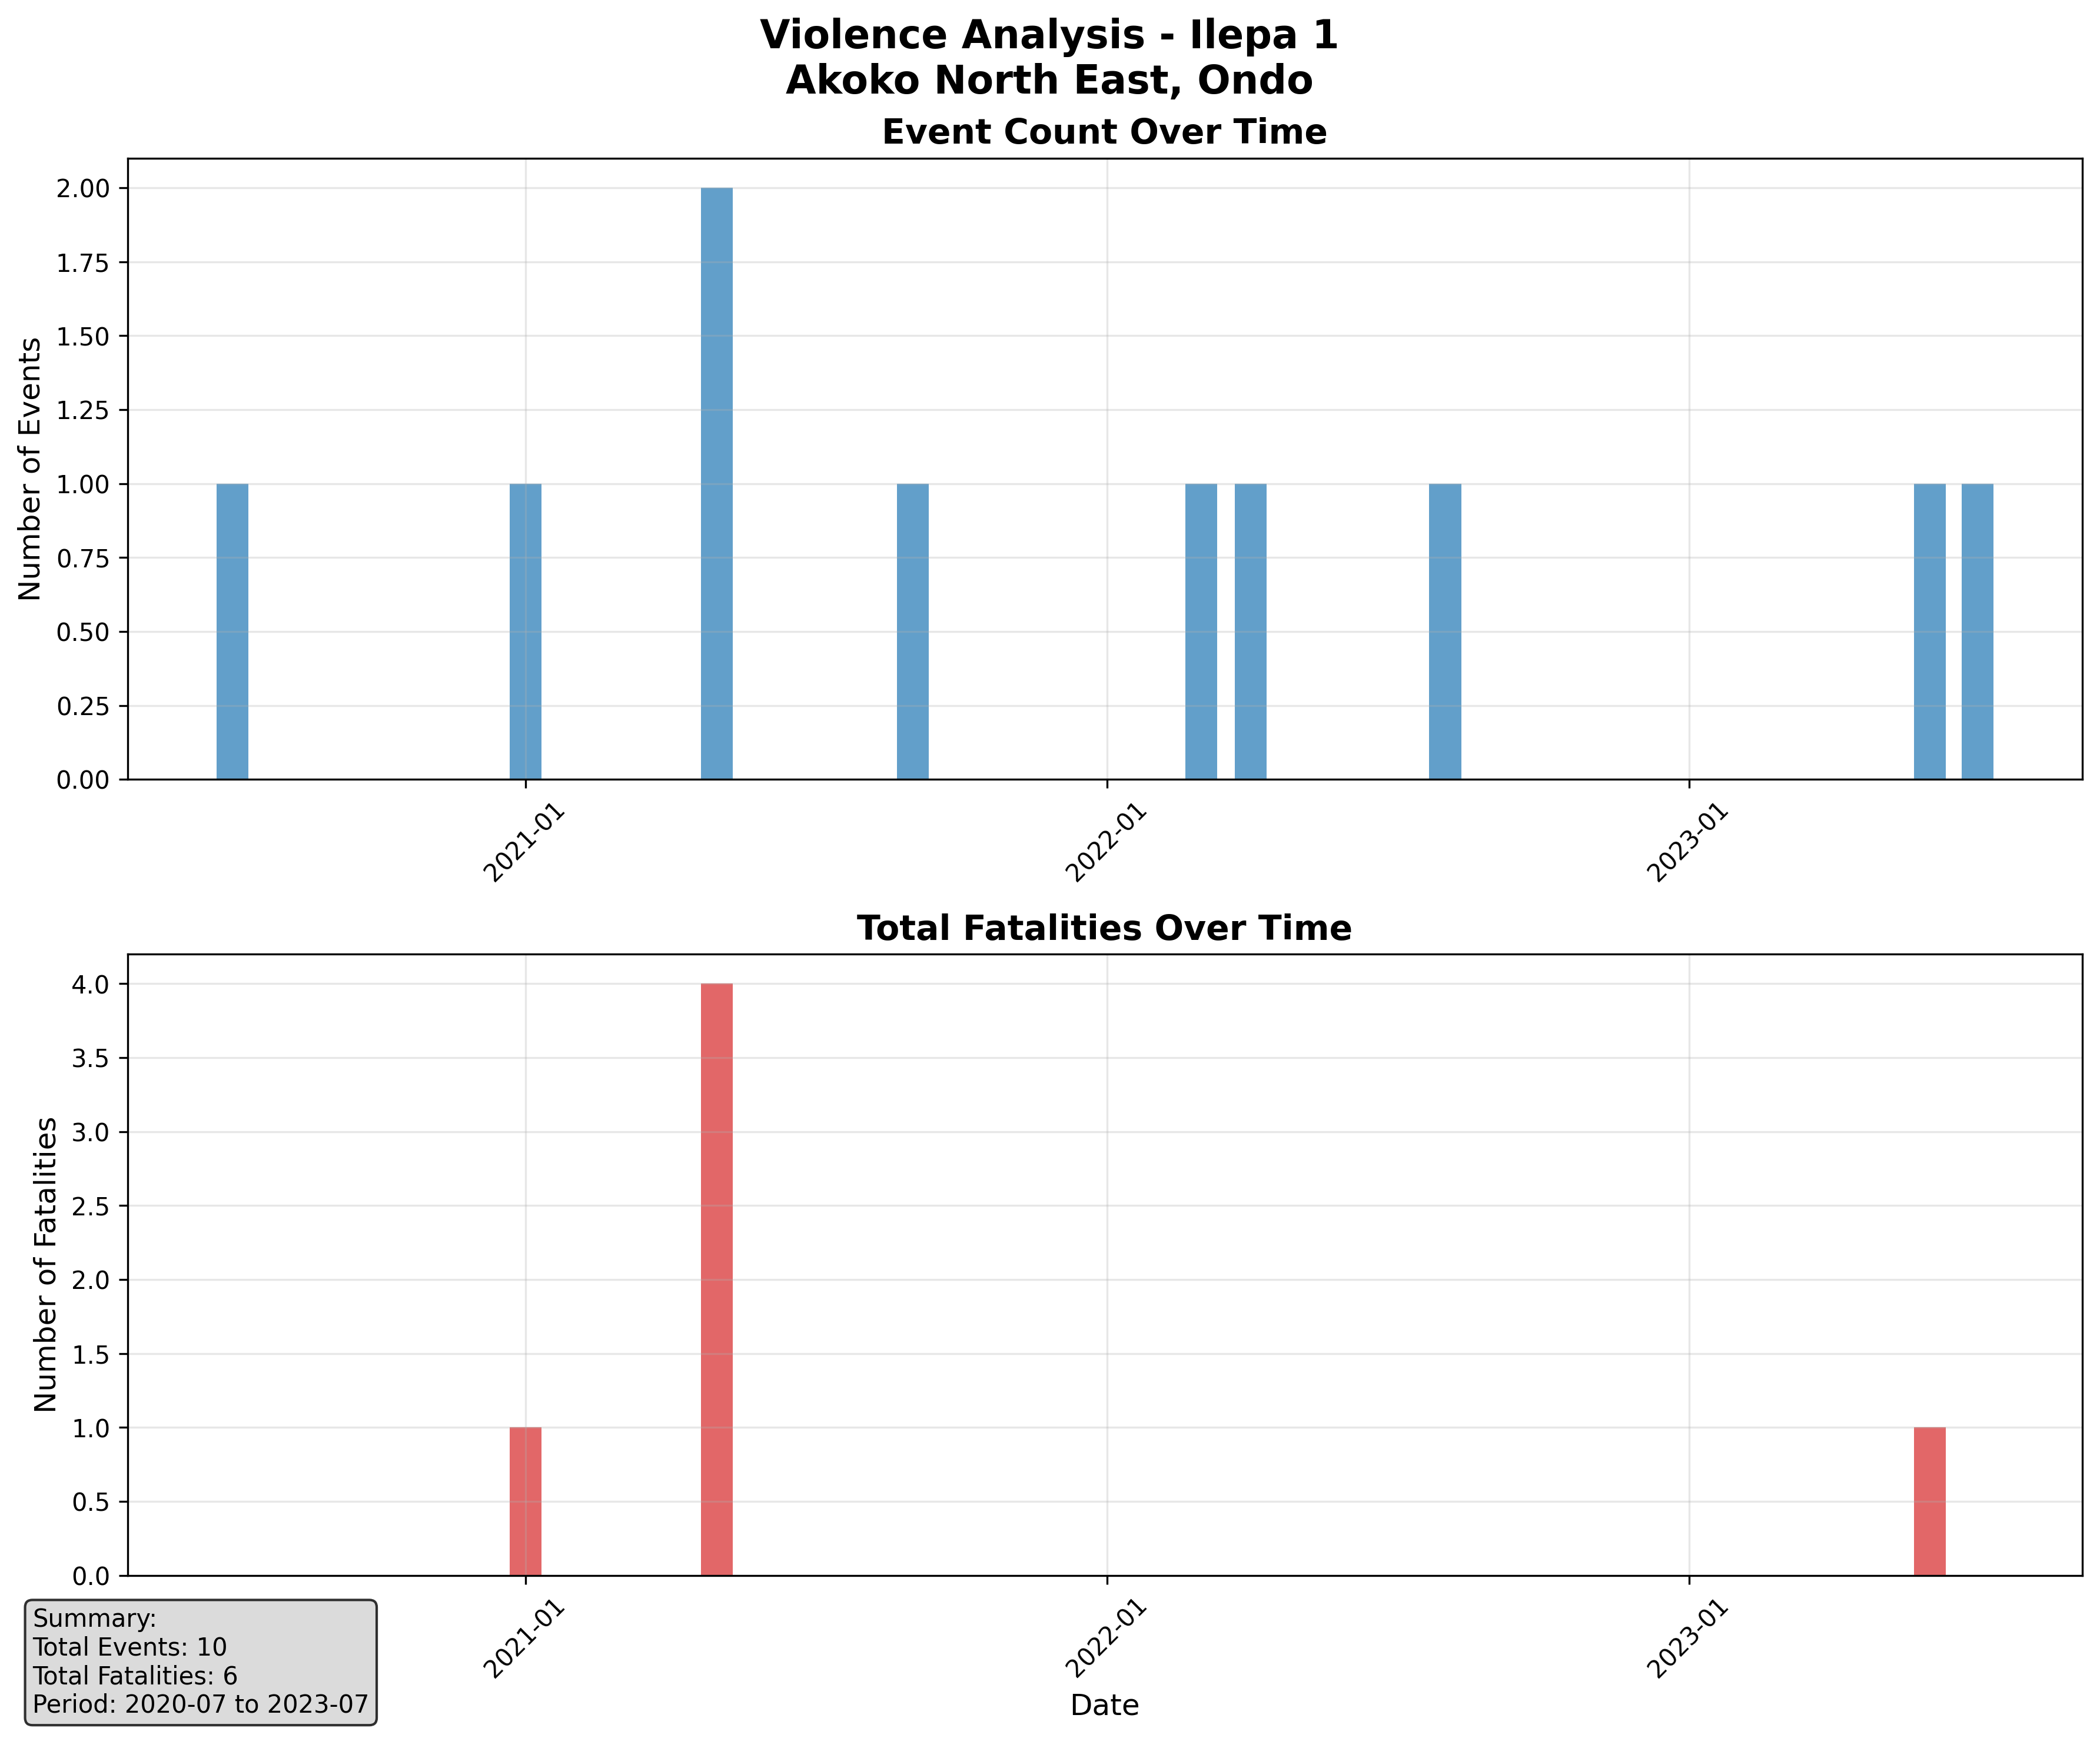 Violence Analysis - Ilepa 1
Akoko North East, Ondo
Event Count Over Time
Number of Events
2.00
1.75
1.50
1.25
1.00
0.75
0.50
0.25
0.00
2021-01
2022-01
2023-01
Total Fatalities Over Time
Number of Fatalities
4.0
3.5
3.0
2.5
2.0
1.5
1.0
0.5
0.0
2021-01
2022-01
2023-01
Date
Summary:
Total Events: 10
Total Fatalities: 6
Period: 2020-07 to 2023-07